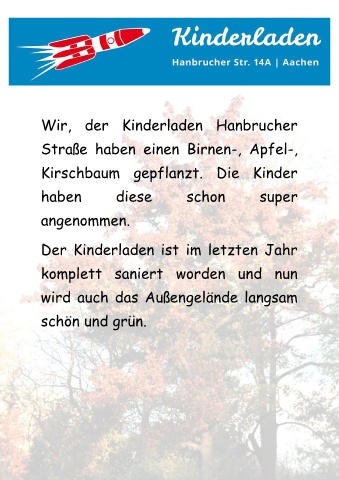 Kinderladen
Hanbrucher Str. 14A | Aachen
Wir, der Kinderladen Hanbrucher
Straße haben einen Birnen-, Apfel-,
Kirschbaum gepflanzt. Die Kinder
haben diese schon super
angenommen.
Der Kinderladen ist im letzten Jahr
komplett saniert worden und nun
wird auch das Außengelände langsam
schön und grün.